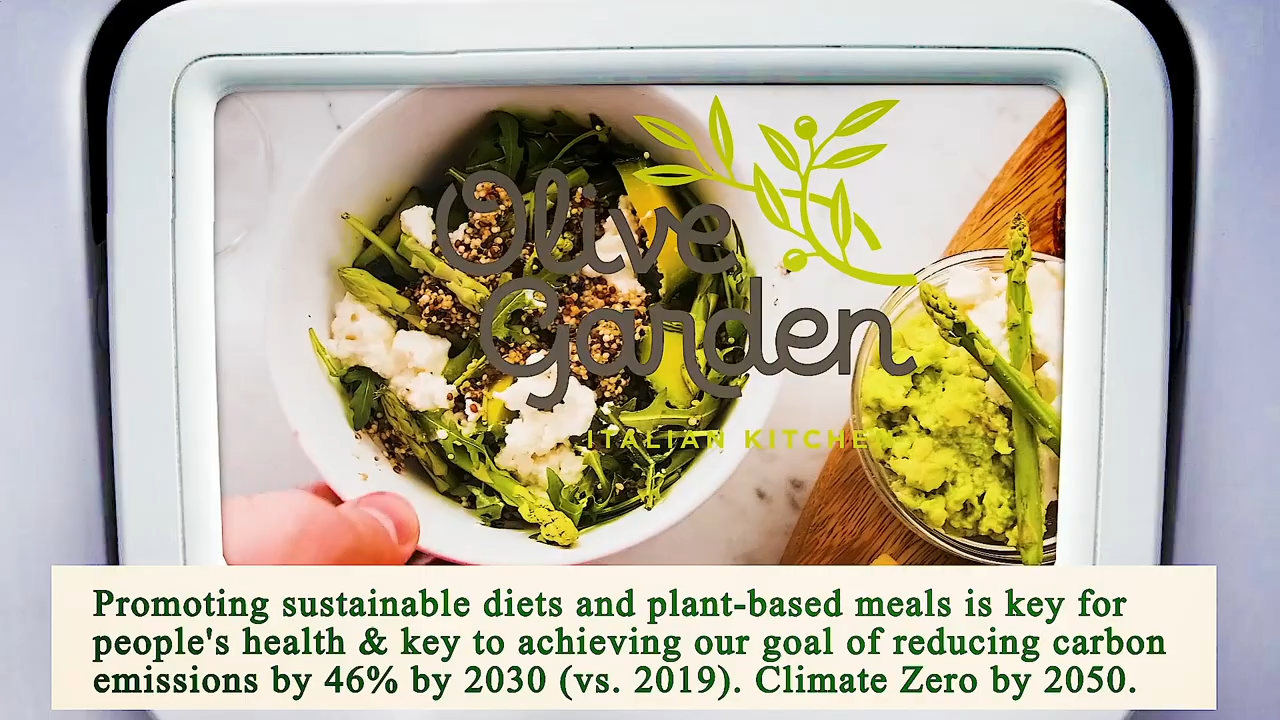 Olive
Garden
ITALIAN KITCHEN
Promoting sustainable diets and plant-based meals is key for
people's health & key to achieving our goal of reducing carbon
emissions by 46% by 2030 (vs. 2019). Climate Zero by 2050.